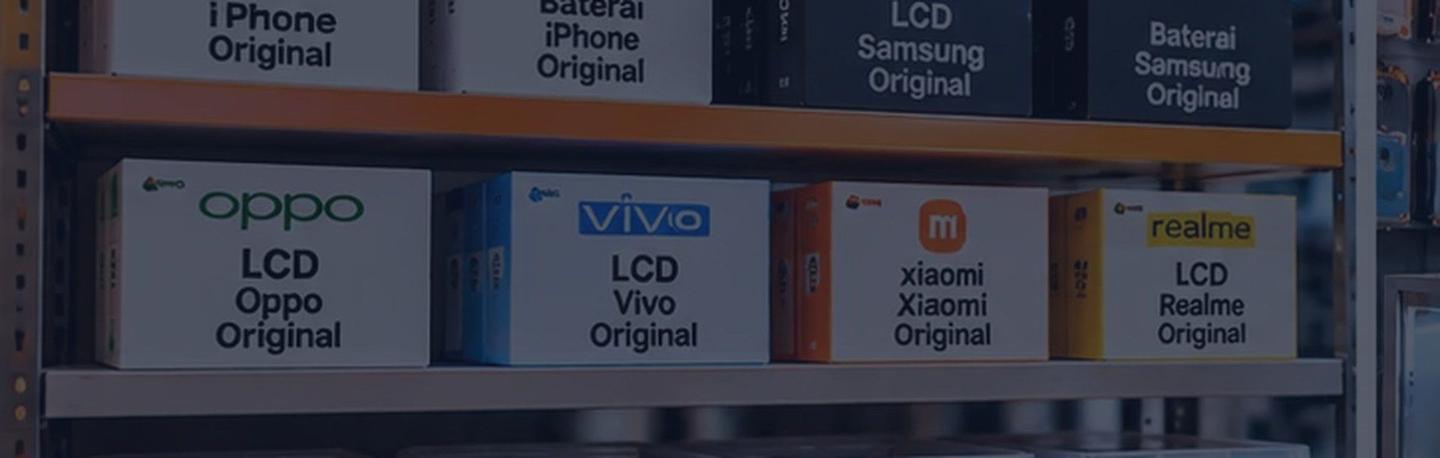 i Phone
Original
Baterai
iPhone
Original
LCD
Samsung
Original
Baterai
Samsung
Original
oppo
LCD
Oppo
Original
vivo
LCD
Vivo
Original
xiaomi
Xiaomi
Original
realme
LCD
Realme
Original